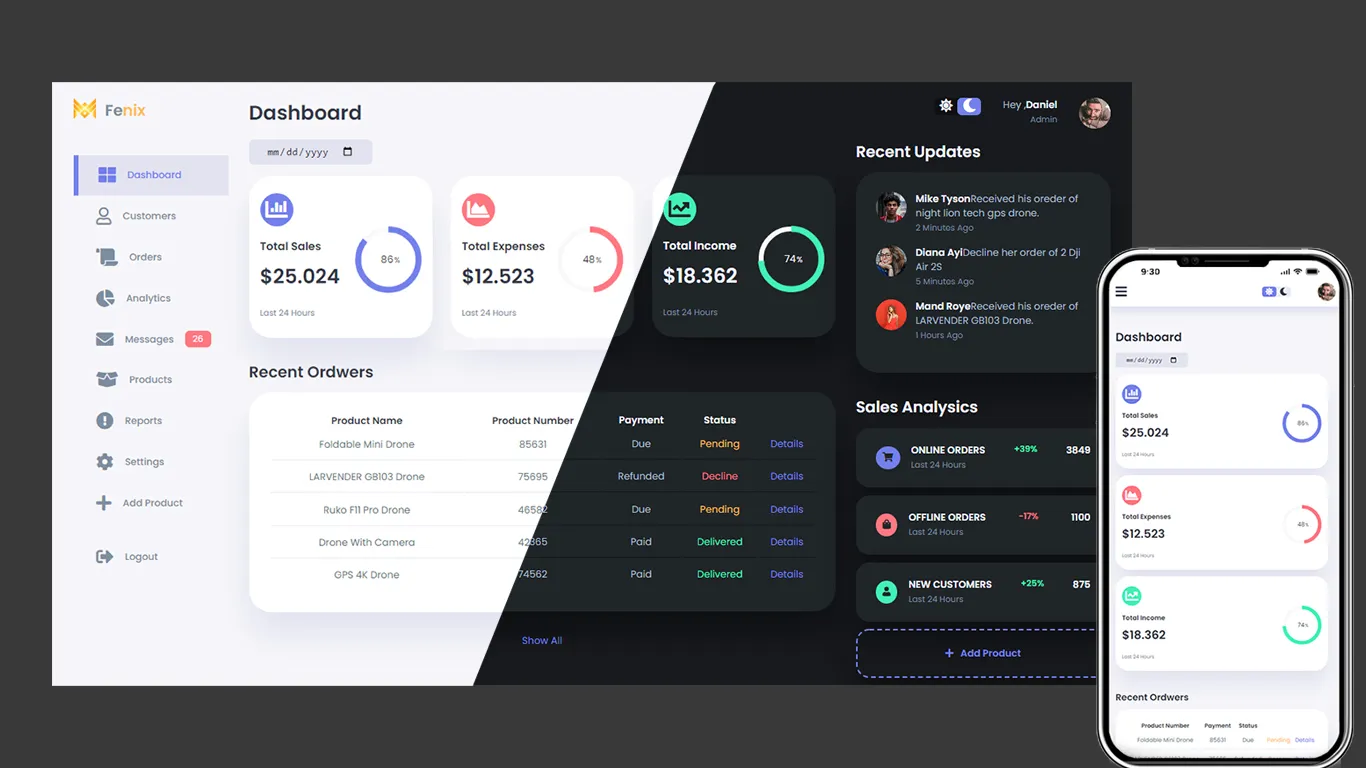 Fenix
Dashboard
Customers
Orders
Analytics
Messages 26
Products
Reports
Settings
Add Product
Logout
Dashboard
mm/dd/yyyy
Total Sales
$25.024
86%
Last 24 Hours
Total Expenses
$12.523
48%
Last 24 Hours
Total Income
$18.362
74%
Last 24 Hours
Recent Ordwers
Product Name Product Number Payment Status
Foldable Mini Drone 85631 Due Pending Details
LARVENDER GB103 Drone 75695 Refunded Decline Details
Ruko F11 Pro Drone 46582 Due Pending Details
Drone With Camera 42365 Paid Delivered Details
GPS 4K Drone 74562 Paid Delivered Details
Show All
Hey ,Daniel
Admin
Recent Updates
Mike TysonReceived his oreder of
night lion tech gps drone.
2 Minutes Ago
Diana AyiDecline her order of 2 Dji
Air 2S
5 Minutes Ago
Mand RoyeReceived his oreder of
LARVENDER GB103 Drone.
1 Hours Ago
Sales Analysics
ONLINE ORDERS +39% 3849
Last 24 Hours
OFFLINE ORDERS -17% 1100
Last 24 Hours
NEW CUSTOMERS +25% 875
Last 24 Hours
Add Product
9:30
Dashboard
mm/dd/yyyy
Total Sales
$25.024
86%
Last 24 Hours
Total Expenses
$12.523
48%
Last 24 Hours
Total Income
$18.362
74%
Last 24 Hours
Recent Ordwers
Product Number Payment Status
Foldable Mini Drone 85631 Due Pending Details